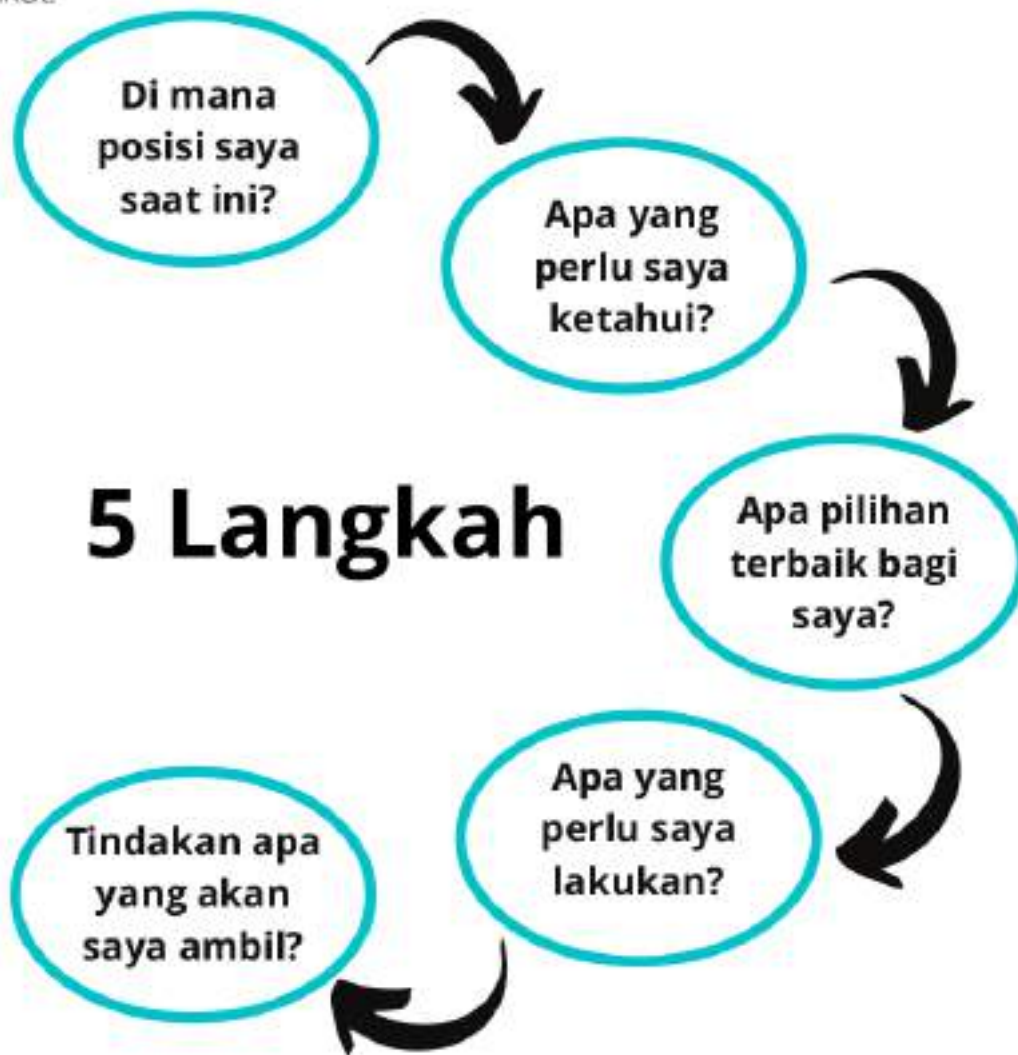 Di mana
posisi saya
saat ini?
Apa yang
perlu saya
ketahui?
5 Langkah
Apa pilihan
terbaik bagi
saya?
Apa yang
perlu saya
lakukan?
Tindakan apa
yang akan
saya ambil?